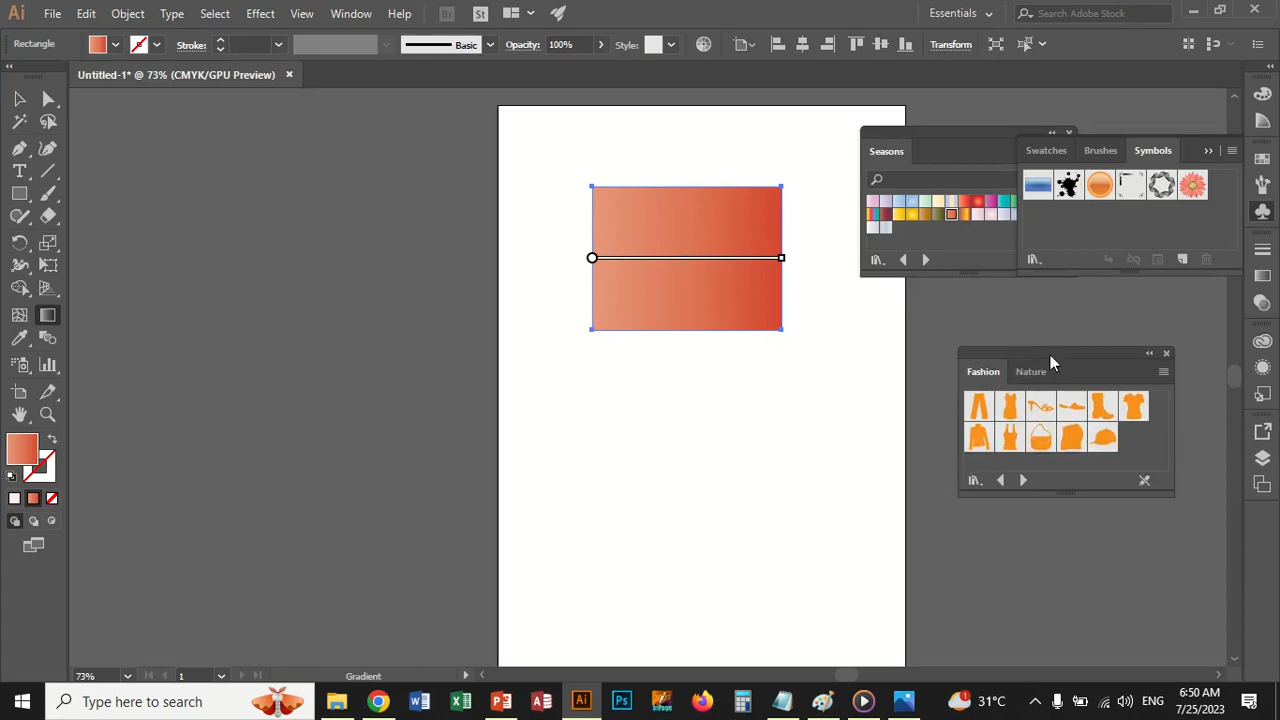 Ai File Edit Object Type Select Effect View Window Help Br St Essentials Search Adobe Stock
Rectangle Stroke: Basic Opacity: 100% Style: Transform
Untitled-1* @ 73% (CMYK/GPU Preview)
Seasons
Swatches Brushes Symbols
Fashion Nature
73% 1 Gradient
Type here to search
31°C ENG
6:50 AM
7/25/2023